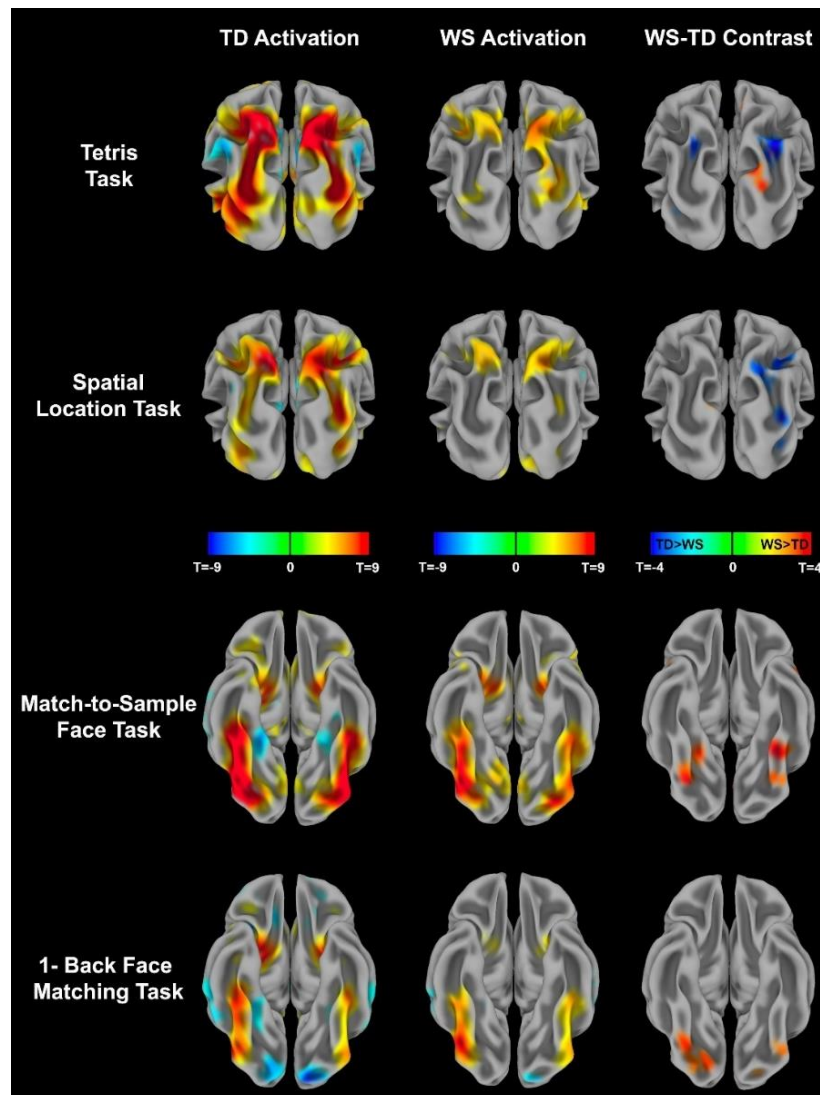 TD Activation WS Activation WS-TD Contrast
Tetris
Task
Spatial
Location Task
TD>WS WS>TD
T=-9 0 T=9 T=-9 0 T=9 T=-4 0 T=4
Match-to-Sample
Face Task
1- Back Face
Matching Task